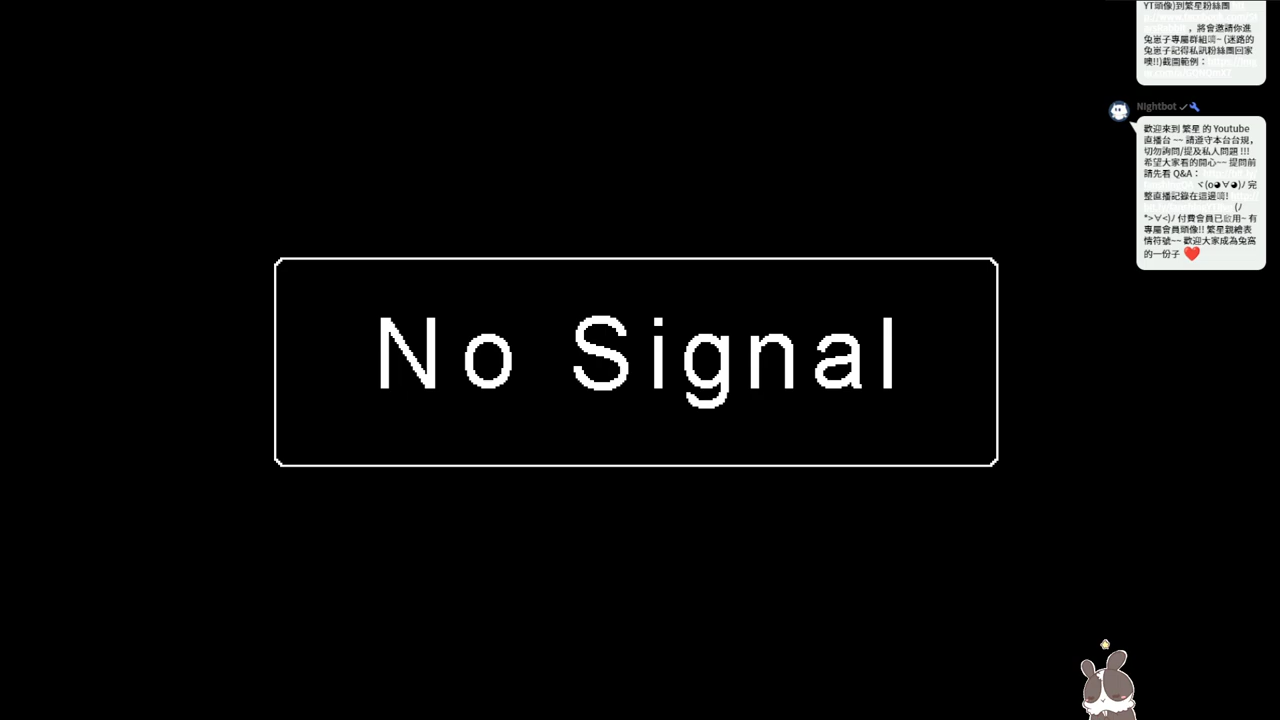 YT頭像)到繁星粉絲團
，將會邀請你進
兔崽子專屬群組唷~ (迷路的
兔崽子記得私訊粉絲團回家
噢!!)截圖範例：
Nightbot
歡迎來到 繁星 的 Youtube
直播台 ~~ 請遵守本台台規,
切勿詢問/提及私人問題 !!!
希望大家看的開心~~ 提問前
請先看 Q&A：
ヾ(o◕∀◕)ﾉ 完
整直播記錄在這邊唷!
(ﾉ
*>∀<)ﾉ 付費會員已啟用~ 有
專屬會員頭像!! 繁星親繪表
情符號~~ 歡迎大家成為兔窩
的一份子 ❤️
No Signal